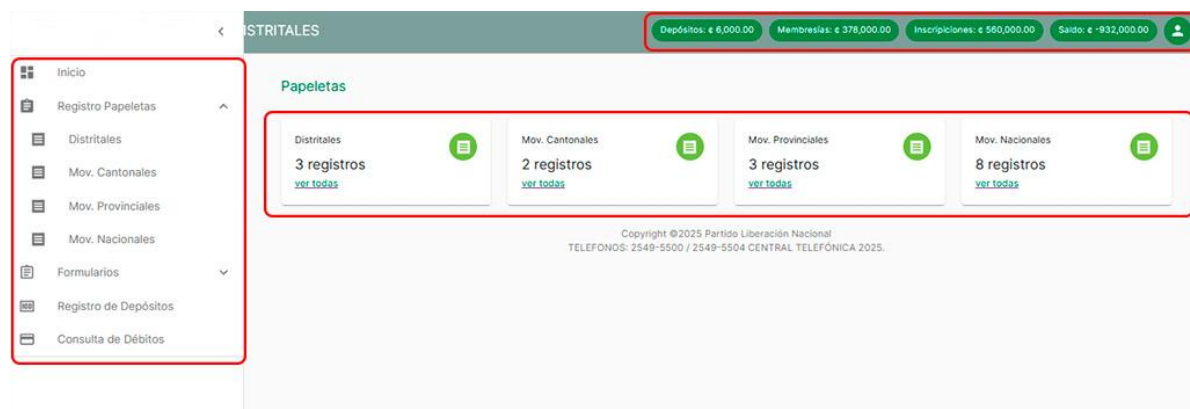 ISTRITALES
Depósitos: ¢ 6,000.00
Membresías: ¢ 378,000.00
Inscripiciones: ¢ 560,000.00
Saldo: ¢ -932,000.00
Inicio
Registro Papeletas
Distritales
Mov. Cantonales
Mov. Provinciales
Mov. Nacionales
Formularios
Registro de Depósitos
Consulta de Débitos
Papeletas
Distritales
3 registros
ver todas
Mov. Cantonales
2 registros
ver todas
Mov. Provinciales
3 registros
ver todas
Mov. Nacionales
8 registros
ver todas
Copyright ©2025 Partido Liberación Nacional
TELEFONOS: 2549-5500 / 2549-5504 CENTRAL TELEFÓNICA 2025.